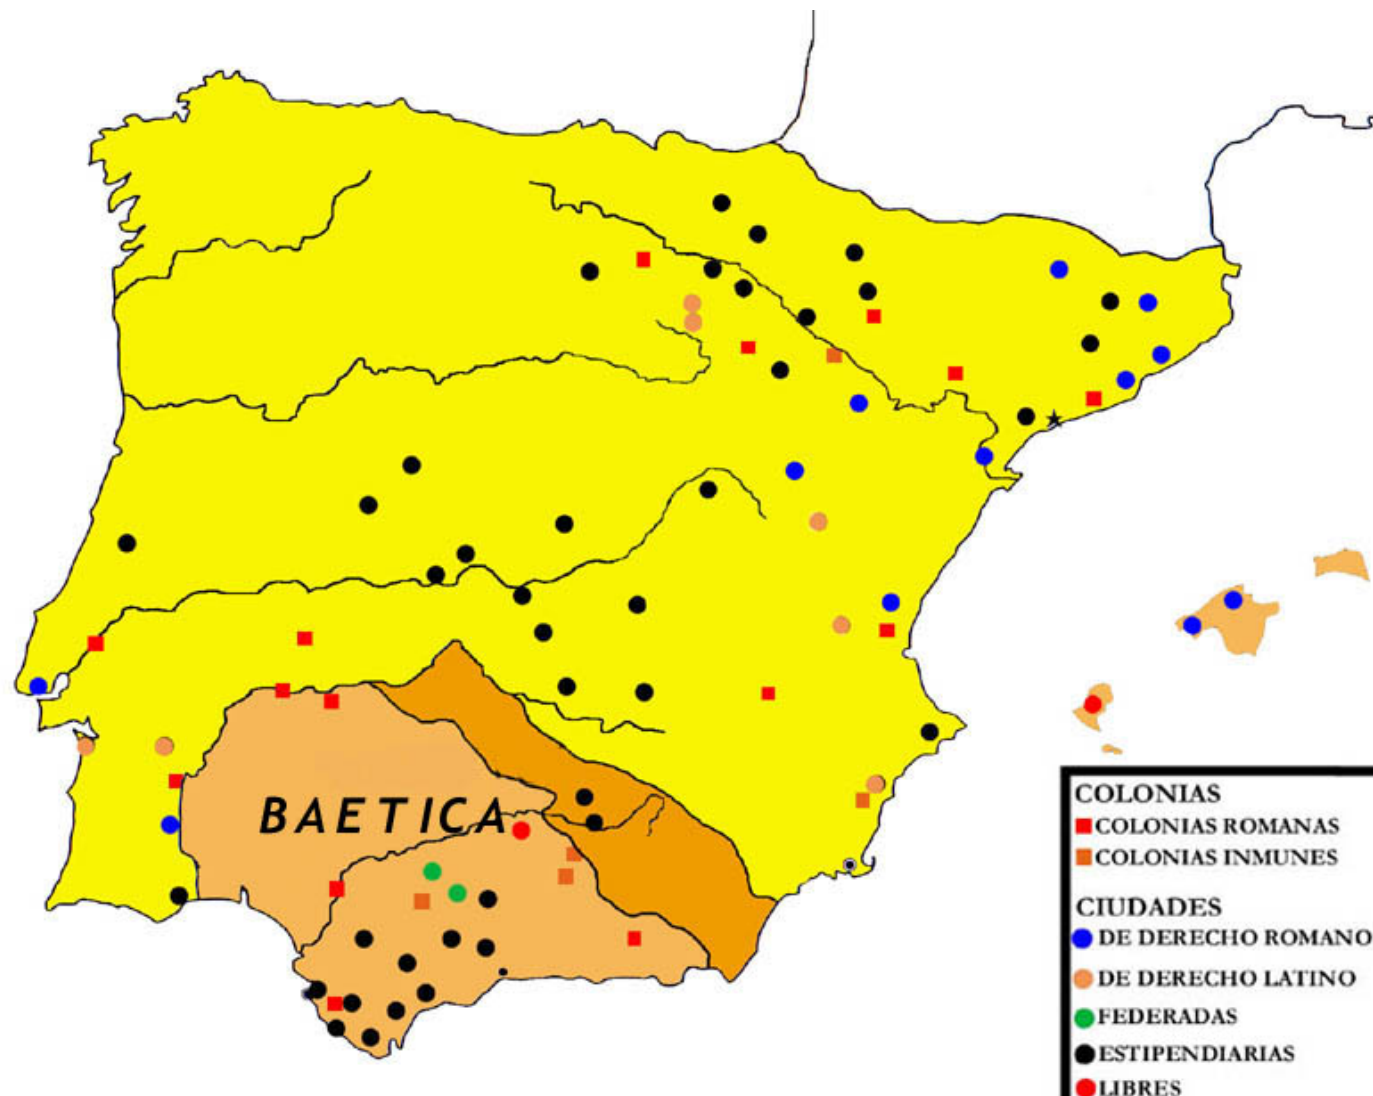 BAETICA
COLONIAS
COLONIAS ROMANAS
COLONIAS INMUNES
CIUDADES
DE DERECHO ROMANO
DE DERECHO LATINO
FEDERADAS
ESTIPENDIARIAS
LIBRES